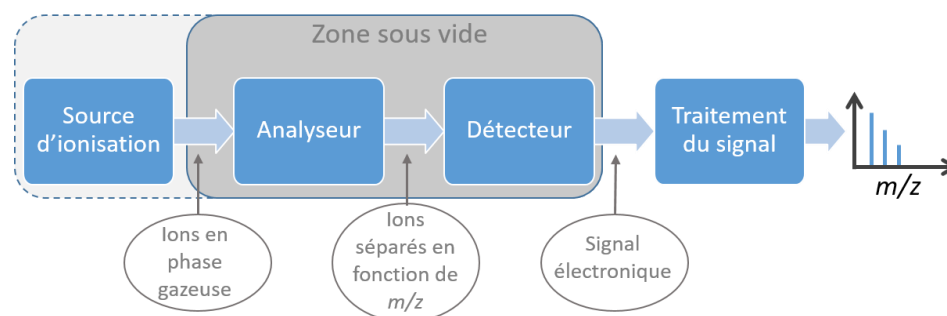 Zone sous vide
Source
d'ionisation
Analyseur
Détecteur
Traitement
du signal
m/z
Ions en
phase
gazeuse
Ions
séparés en
fonction de
m/z
Signal
électronique